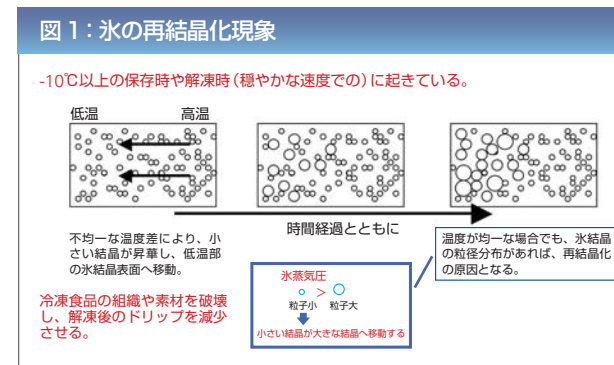 図1：氷の再結晶化現象
-10℃以上の保存時や解凍時（穏やかな速度での）に起きている。
低温 高温
時間経過とともに
不均一な温度差により、小
さい結晶が昇華し、低温部
の氷結晶表面へ移動。
温度が均一な場合でも、氷結晶
の粒径分布があれば、再結晶化
の原因となる。
冷凍食品の組織や素材を破壊
し、解凍後のドリップを減少
させる。
氷蒸気圧
＞
粒子小 粒子大
小さい結晶が大きな結晶へ移動する